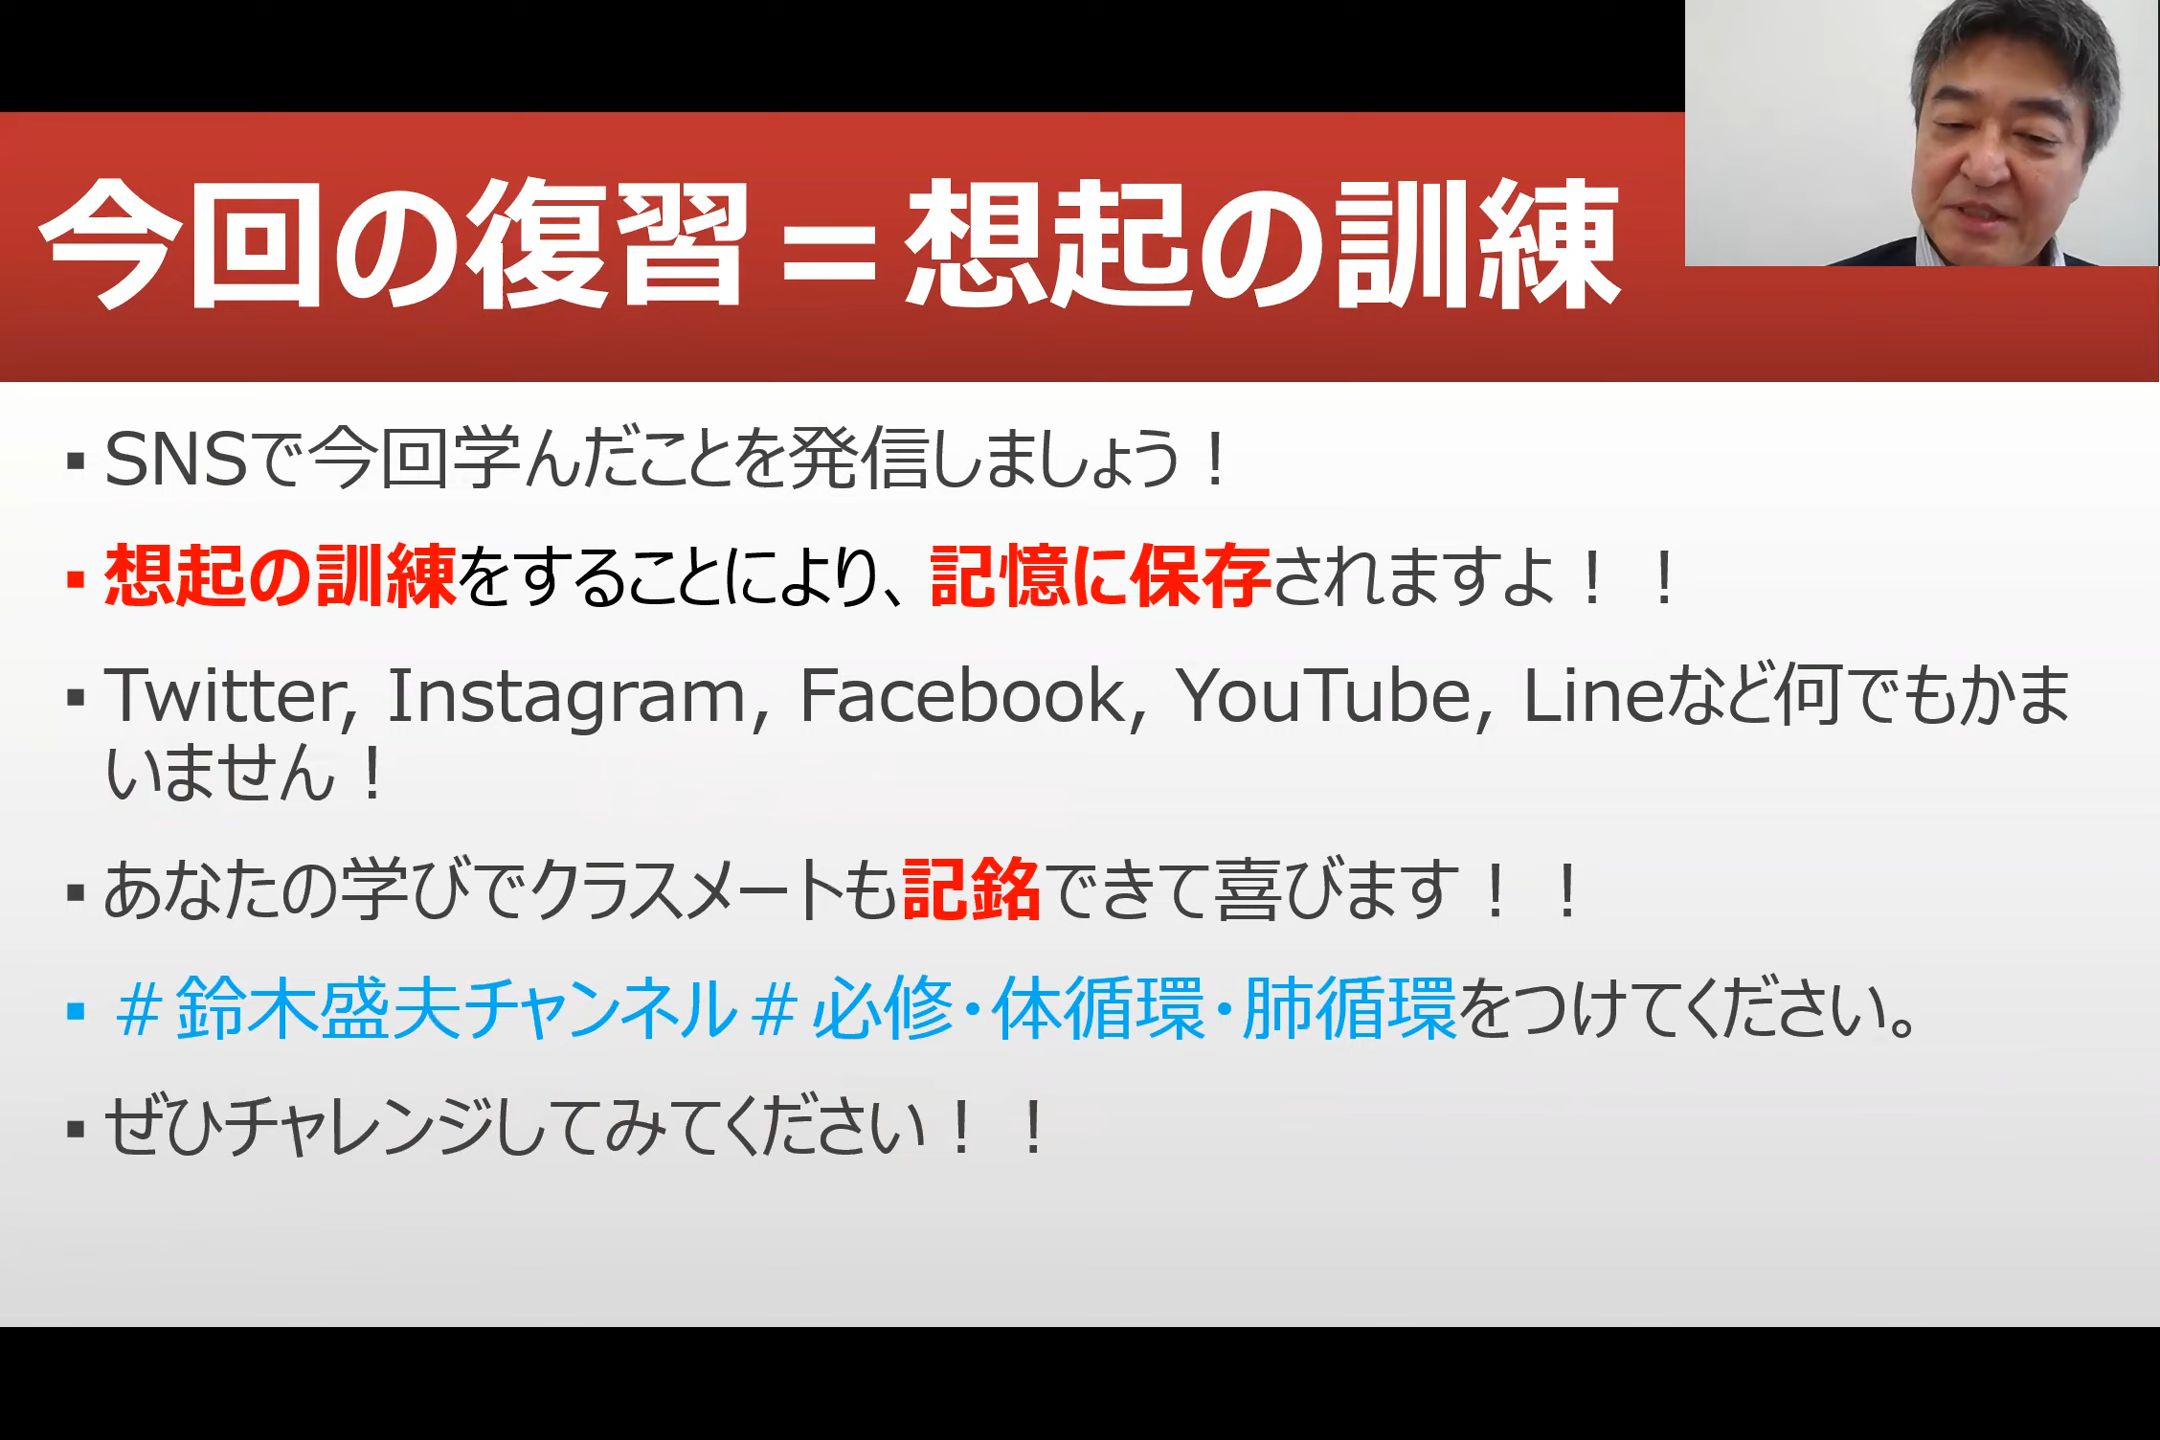 今回の復習＝想起の訓練
SNSで今回学んだことを発信しましょう！
想起の訓練をすることにより、記憶に保存されますよ！！
Twitter, Instagram, Facebook, YouTube, Lineなど何でもかま
いません！
あなたの学びでクラスメートも記銘できて喜びます！！
＃鈴木盛夫チャンネル＃必修・体循環・肺循環をつけてください。
ぜひチャレンジしてみてください！！